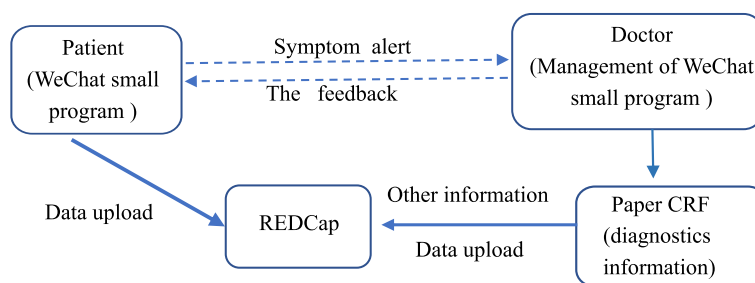 Patient
(WeChat small
program )
Symptom alert
The feedback
Doctor
(Management of WeChat
small program )
Data upload
REDCap
Other information
Data upload
Paper CRF
(diagnostics
information)